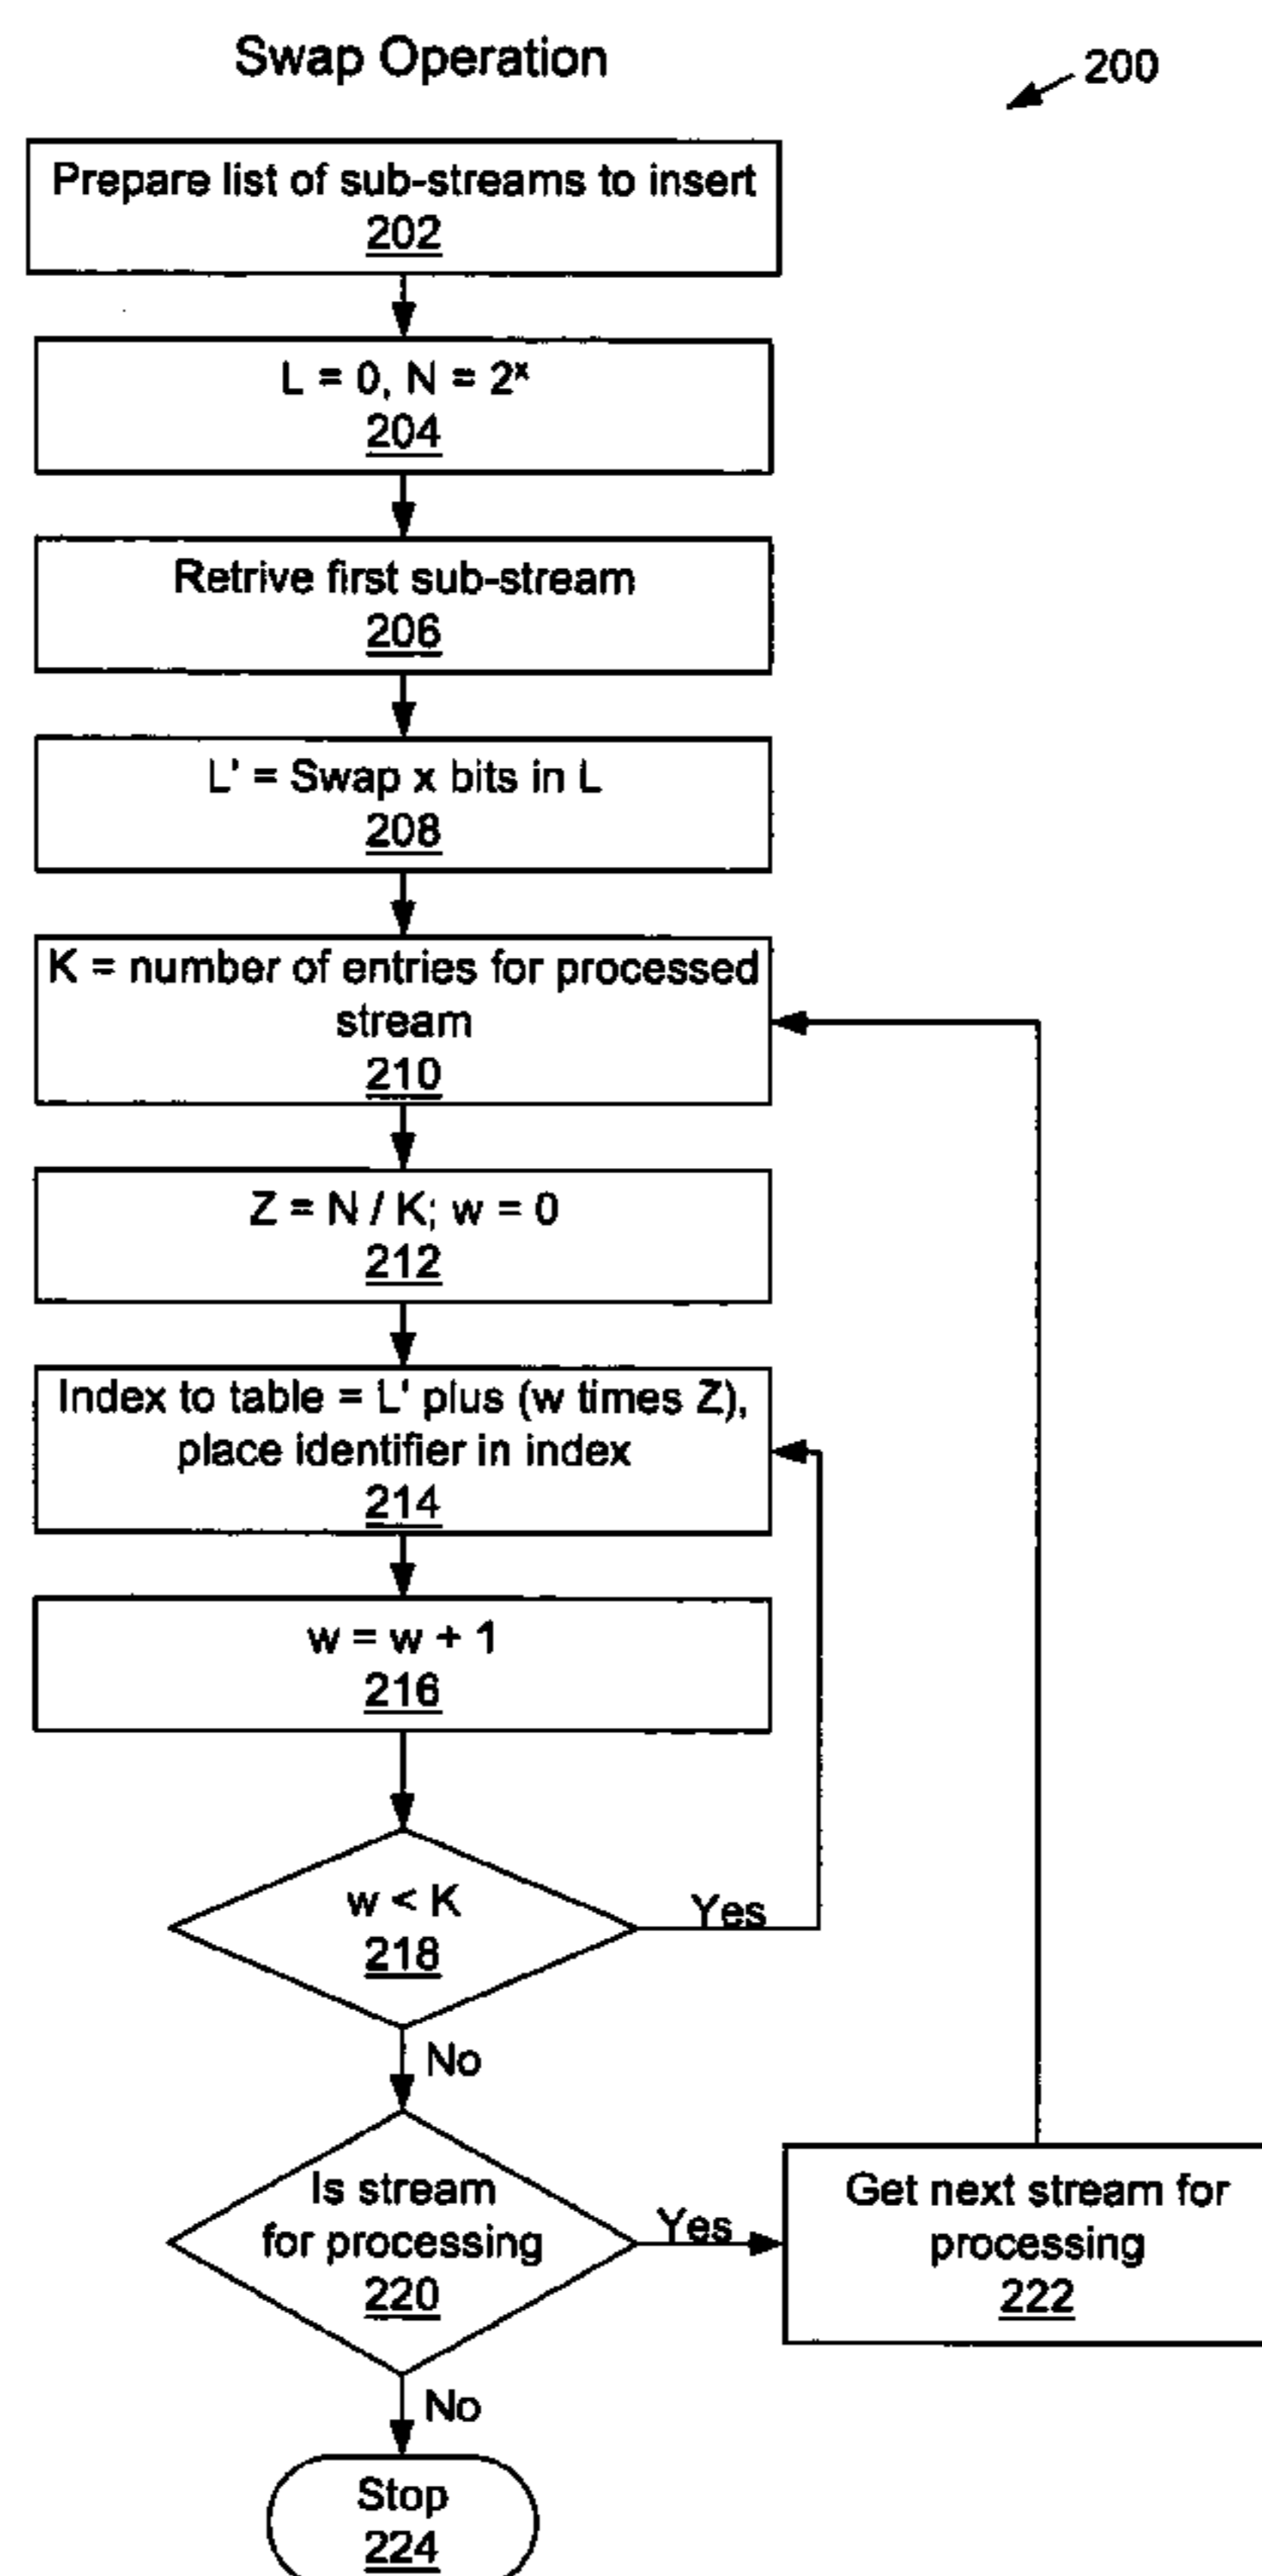 Swap Operation
200
Prepare list of sub-streams to insert
202
L = 0, N = 2ˣ
204
Retrive first sub-stream
206
L' = Swap x bits in L
208
K = number of entries for processed
stream
210
Z = N / K; w = 0
212
Index to table = L' plus (w times Z),
place identifier in index
214
w = w + 1
216
w < K
218
Yes
No
Is stream
for processing
220
Yes
Get next stream for
processing
222
No
Stop
224